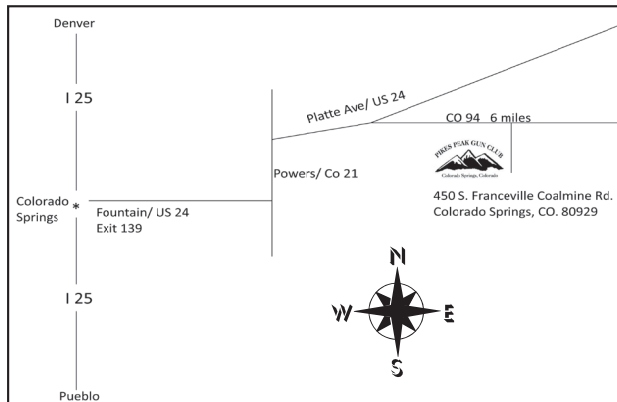 Denver
I 25
Platte Ave/ US 24
CO 94   6 miles
PIKES PEAK GUN CLUB
Colorado Springs, Colorado
Powers/ Co 21
450 S. Franceville Coalmine Rd.
Colorado Springs, CO. 80929
Colorado
Springs *
Fountain/ US 24
Exit 139
N
W
E
S
I 25
Pueblo